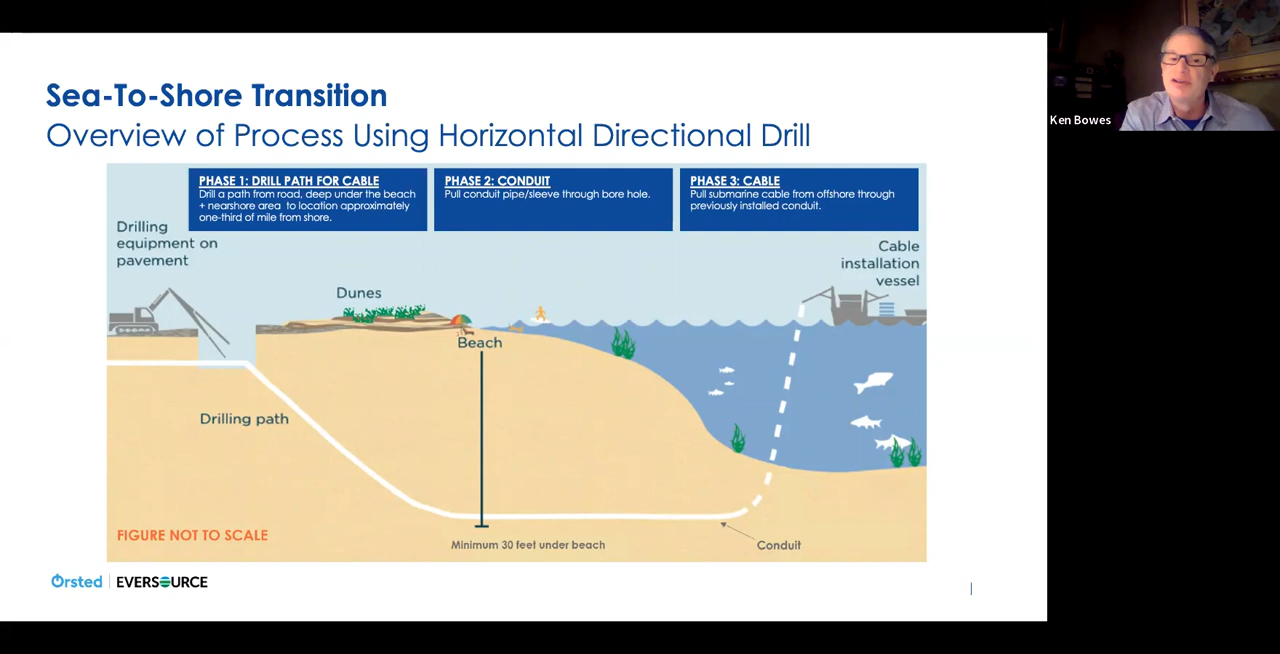 Sea-To-Shore Transition
Overview of Process Using Horizontal Directional Drill
PHASE 1: DRILL PATH FOR CABLE
Drill a path from road, deep under the beach
+ nearshore area to location approximately
one-third of mile from shore.
PHASE 2: CONDUIT
Pull conduit pipe/sleeve through bore hole.
PHASE 3: CABLE
Pull submarine cable from offshore through
previously installed conduit.
Drilling
equipment on
pavement
Dunes
Beach
Cable
installation
vessel
Drilling path
FIGURE NOT TO SCALE
Minimum 30 feet under beach
Conduit
Ørsted
EVERSOURCE
Ken Bowes